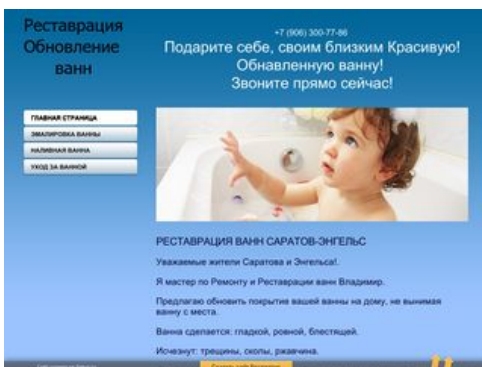 Реставрация
Обновление
ванн
+7 (906) 300-77-86
Подарите себе, своим близким Красивую!
Обнавленную ванну!
Звоните прямо сейчас!
ГЛАВНАЯ СТРАНИЦА
ЭМАЛИРОВКА ВАННЫ
НАЛИВНАЯ ВАННА
УХОД ЗА ВАННОЙ
РЕСТАВРАЦИЯ ВАНН САРАТОВ-ЭНГЕЛЬС
Уважаемые жители Саратова и Энгельса!.
Я мастер по Ремонту и Реставрации ванн Владимир.
Предлагаю обновить покрытие вашей ванны на дому, не вынимая
ванну с места.
Ванна сделается: гладкой, ровной, блестящей.
Исчезнут: трещины, сколы, ржавчина.